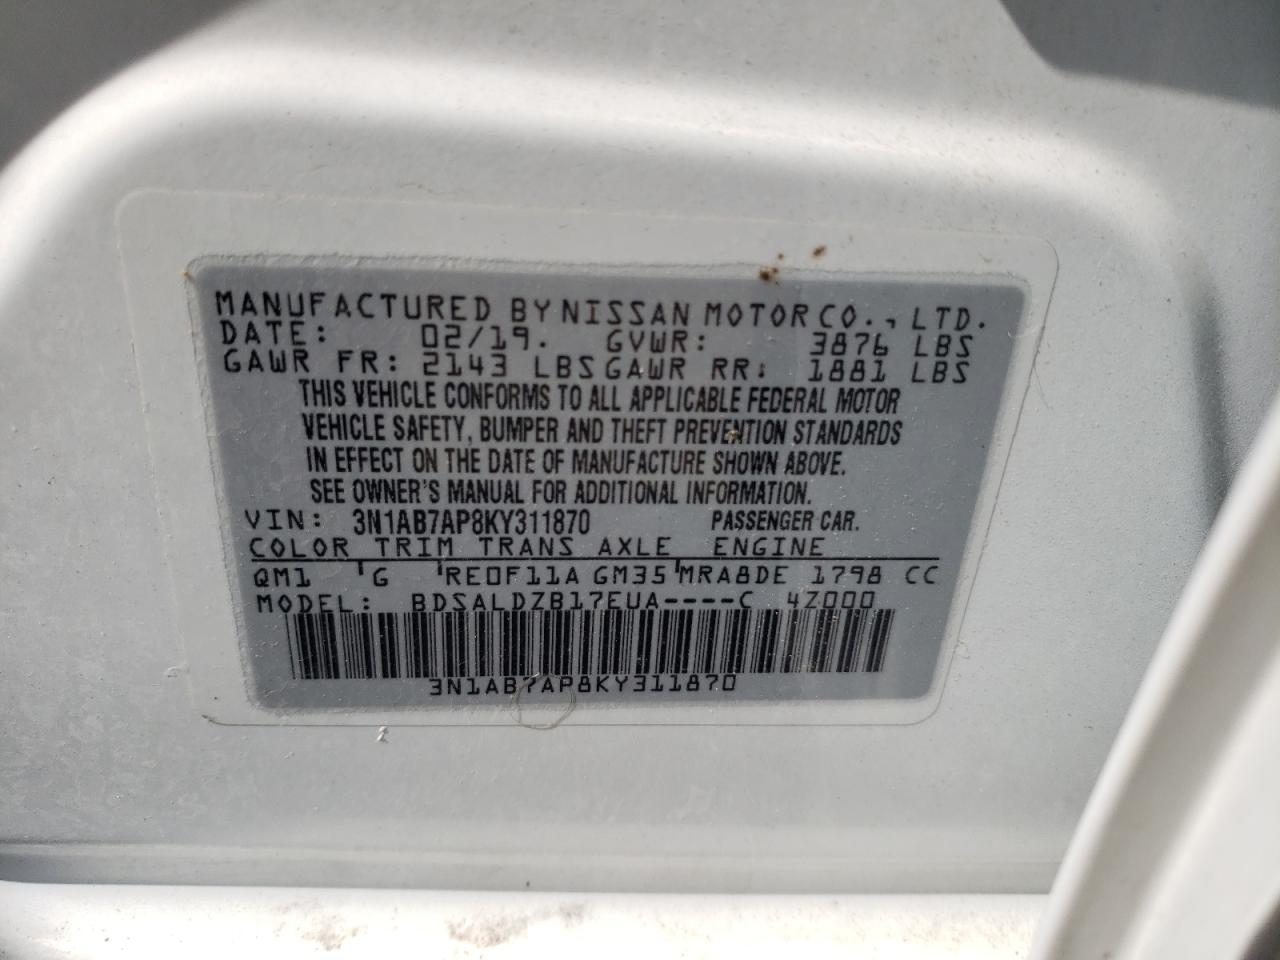 MANUFACTURED BY NISSAN MOTOR CO., LTD.
DATE: 02/19. GVWR: 3876 LBS
GAWR FR: 2143 LBS GAWR RR: 1881 LBS
THIS VEHICLE CONFORMS TO ALL APPLICABLE FEDERAL MOTOR
VEHICLE SAFETY, BUMPER AND THEFT PREVENTION STANDARDS
IN EFFECT ON THE DATE OF MANUFACTURE SHOWN ABOVE.
SEE OWNER'S MANUAL FOR ADDITIONAL INFORMATION.
VIN: 3N1AB7AP8KY311870 PASSENGER CAR.
COLOR TRIM TRANS AXLE ENGINE
QM1 'G 'RE0F11A GM35'MRA8DE 1798 CC
MODEL: BDSALDZB17EUA----C 4Z000
3N1AB7AP8KY311870